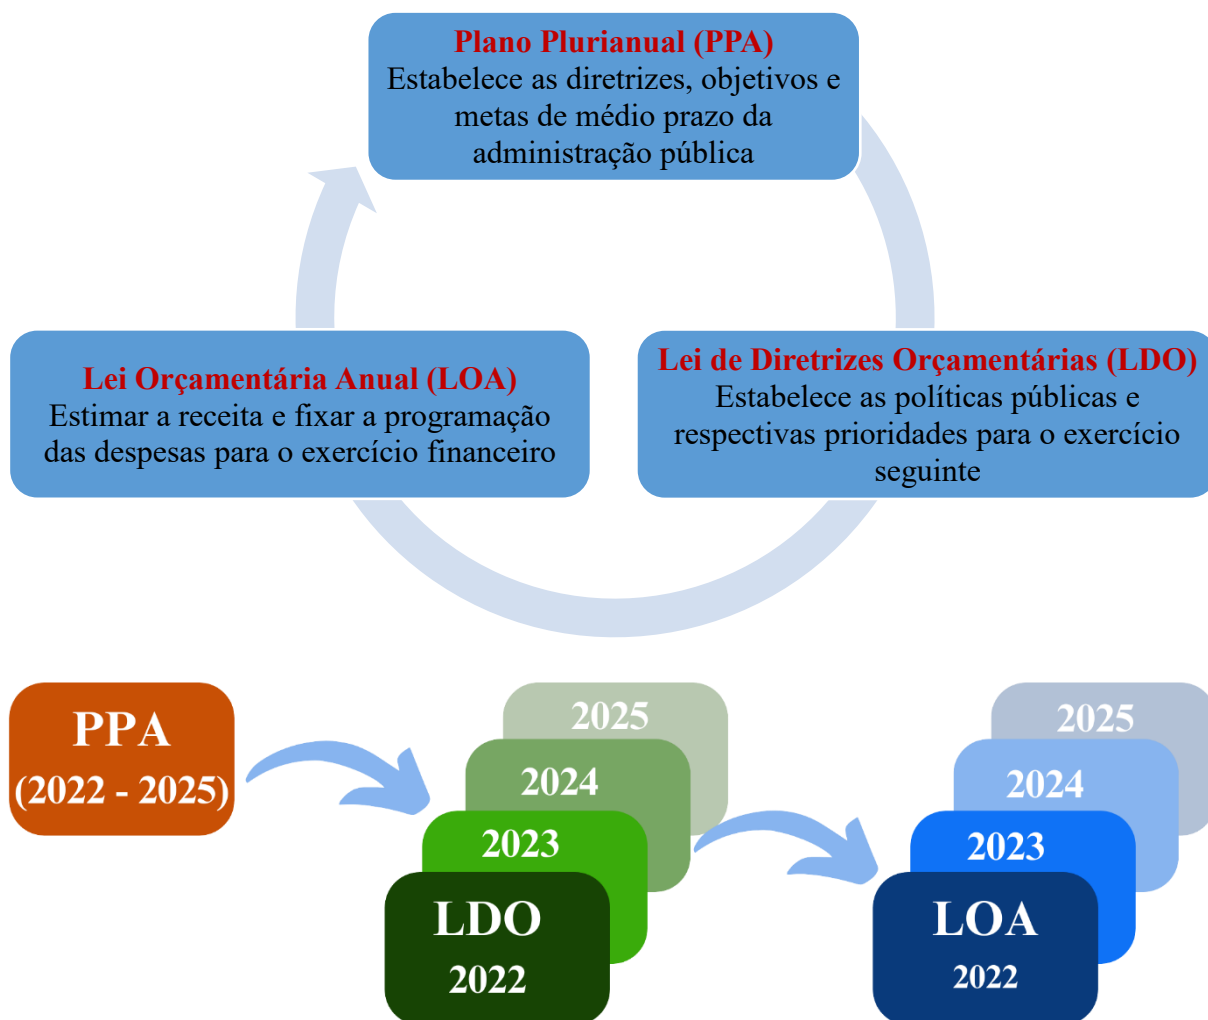 Plano Plurianual (PPA)
Estabelece as diretrizes, objetivos e
metas de médio prazo da
administração pública
Lei Orçamentária Anual (LOA)
Estimar a receita e fixar a programação
das despesas para o exercício financeiro
Lei de Diretrizes Orçamentárias (LDO)
Estabelece as políticas públicas e
respectivas prioridades para o exercício
seguinte
PPA
(2022 - 2025)
2025
2024
2023
LDO
2022
2025
2024
2023
LOA
2022